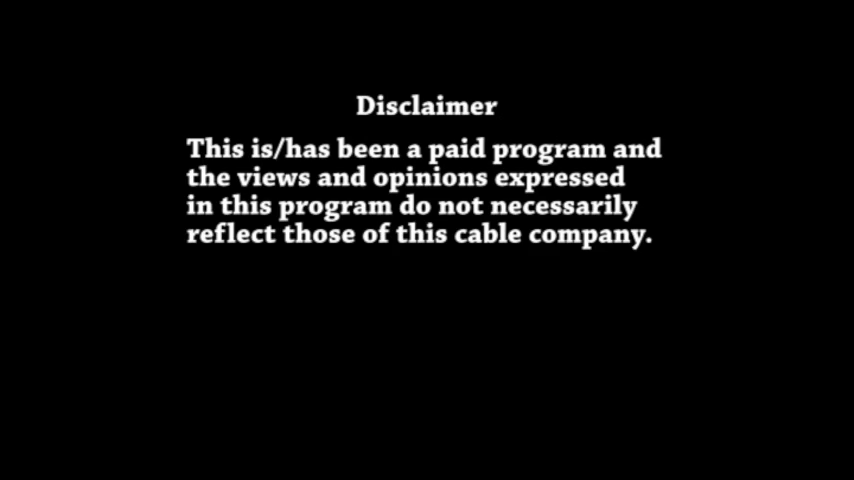 Disclaimer
This is/has been a paid program and
the views and opinions expressed
in this program do not necessarily
reflect those of this cable company.